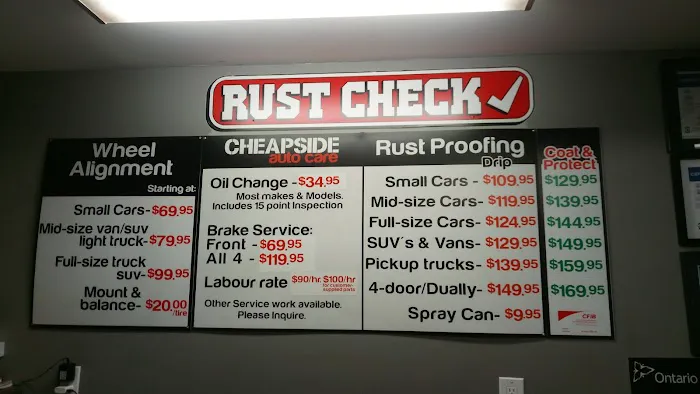 RUST CHECK
Wheel
Alignment
Starting at:
Small Cars- $69.95
Mid-size van/suv
light truck- $79.95
Full-size truck
suv- $99.95
Mount &
balance- $20.00
/tire
CHEAPSIDE
auto care
Oil Change - $34.95
Most makes & Models.
Includes 15 point Inspection
Brake Service:
Front - $69.95
All 4 - $119.95
Labour rate $90/hr. $100/hr
for customer
supplied parts
Other Service work available.
Please Inquire.
Rust Proofing
Drip
Coat &
Protect
Small Cars- $109.95 $129.95
Mid-size Cars- $119.95 $139.95
Full-size Cars- $124.95 $144.95
SUV's & Vans- $129.95 $149.95
Pickup trucks- $139.95 $159.95
4-door/Dually- $149.95 $169.95
Spray Can- $9.95
CFIB
Ontario